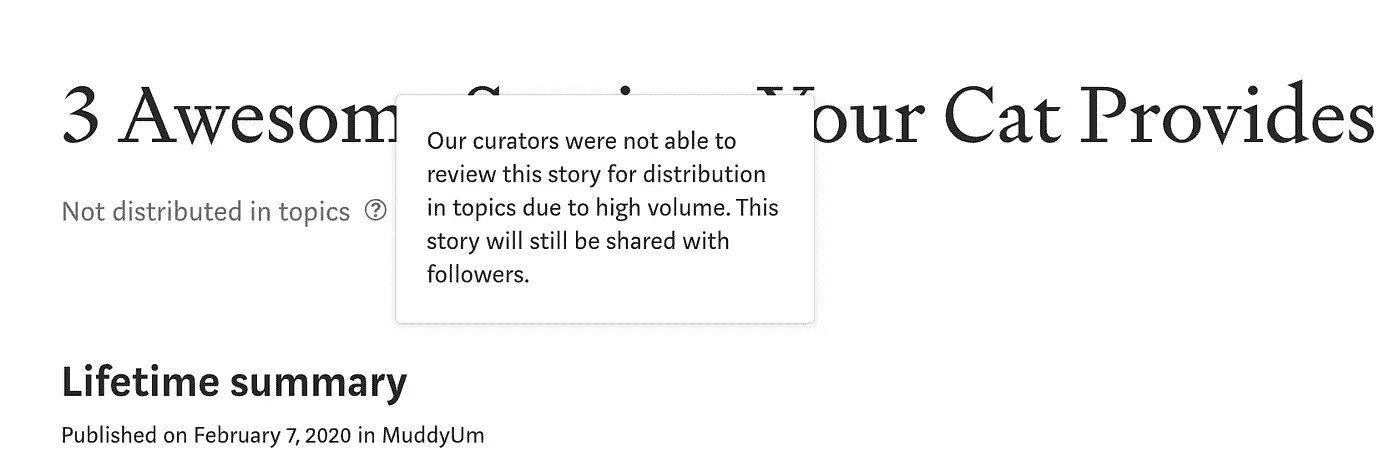 3 Awesom Your Cat Provides
Our curators were not able to
review this story for distribution
in topics due to high volume. This
story will still be shared with
followers.
Not distributed in topics ?
Lifetime summary
Published on February 7, 2020 in MuddyUm